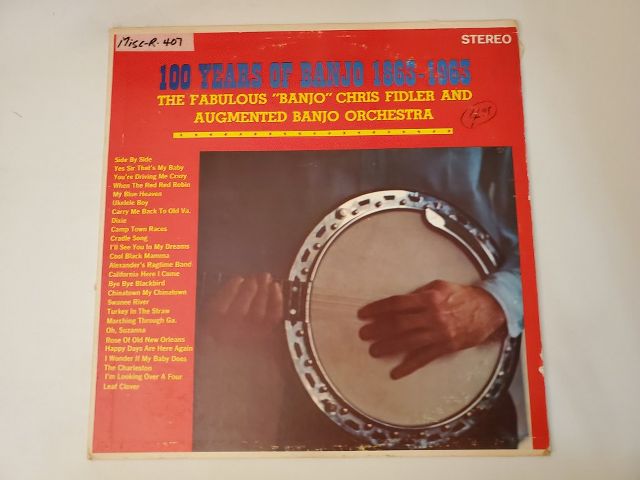 Misc-R-407
STEREO
100 YEARS OF BANJO 1863-1963
THE FABULOUS "BANJO" CHRIS FIDLER AND
AUGMENTED BANJO ORCHESTRA
Side By Side
Yes Sir That's My Baby
You're Driving Me Crazy
When The Red Red Robin
My Blue Heaven
Ukelele Boy
Carry Me Back To Old Va.
Dixie
Camp Town Races
Cradle Song
I'll See You In My Dreams
Cool Black Mamma
Alexander's Ragtime Band
California Here I Come
Bye Bye Blackbird
Chinatown My Chinatown
Swanee River
Turkey In The Straw
Marching Through Ga.
Oh, Suzanna
Rose Of Old New Orleans
Happy Days Are Here Again
I Wonder If My Baby Does
The Charleston
I'm Looking Over A Four
Leaf Clover